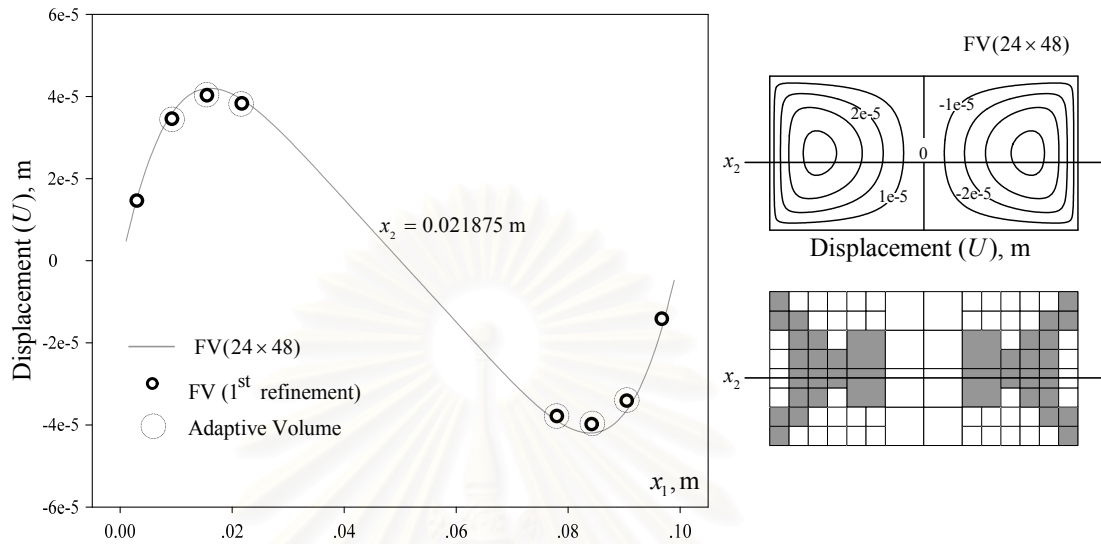 6e-5
4e-5
2e-5
0
-2e-5
-4e-5
-6e-5
Displacement (U), m
x₂ = 0.021875 m
FV(24 × 48)
FV (1st refinement)
Adaptive Volume
x₁, m
0.00
.02
.04
.06
.08
.10
FV(24 × 48)
2e-5
-1e-5
0
1e-5
-2e-5
x₂
Displacement (U), m
x₂